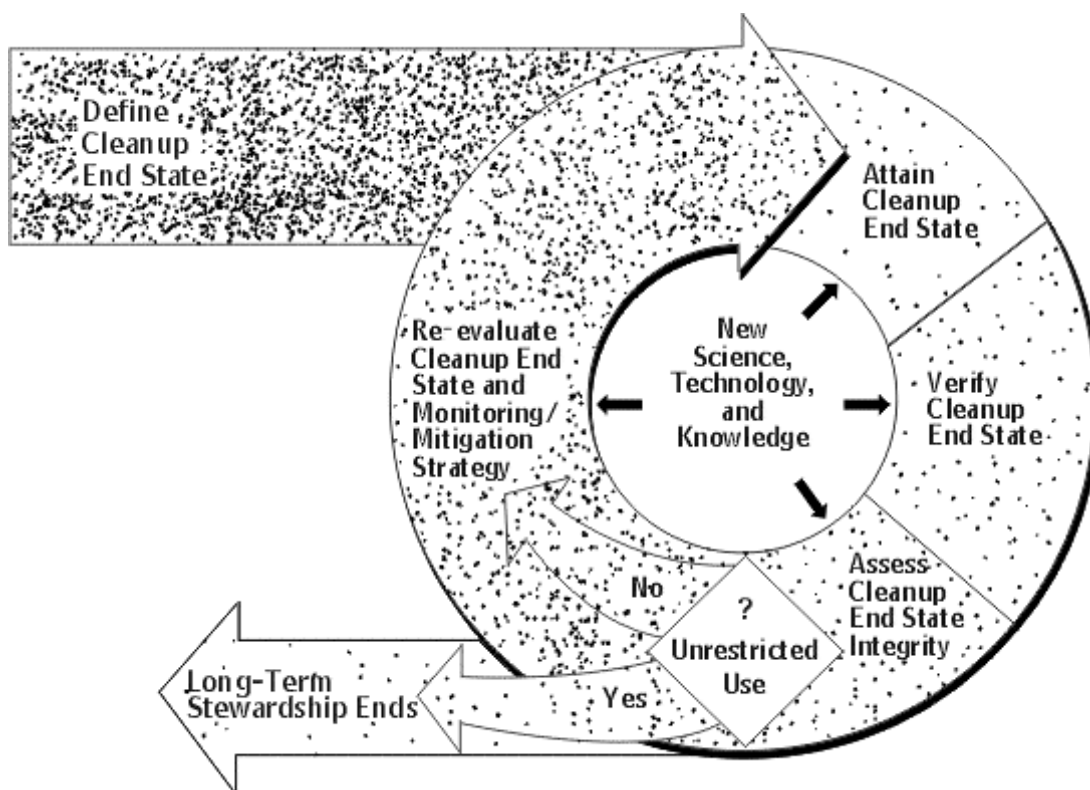 Define
Cleanup
End State
Attain
Cleanup
End State
Re-evaluate
Cleanup End
State and
Monitoring/
Mitigation
Strategy
New
Science,
Technology,
and
Knowledge
Verify
Cleanup
End State
Assess
Cleanup
End State
Integrity
No
?
Unrestricted
Use
Yes
Long-Term
Stewardship Ends